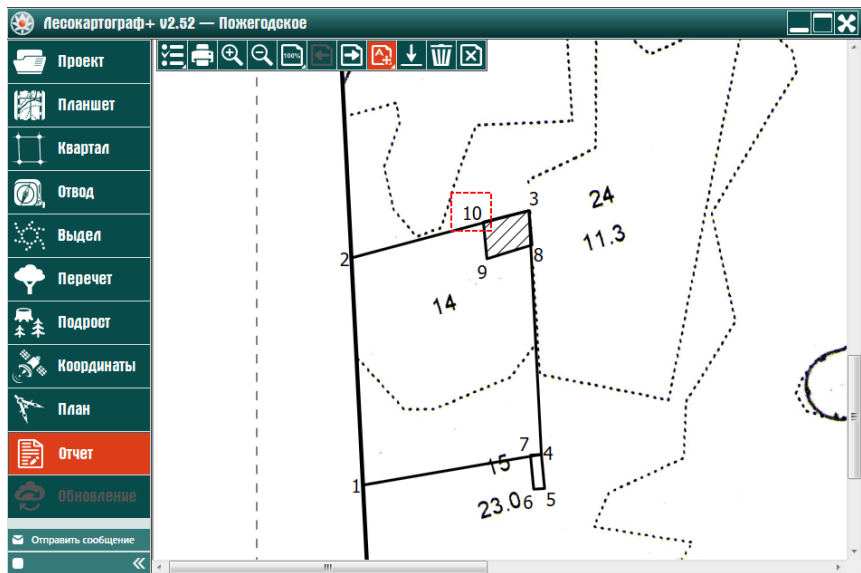 Лесокартограф+ v2.52 — Пожегодское
Проект
Планшет
Квартал
Отвод
Выдел
Перечет
Подрост
Координаты
План
Отчет
Обновление
Отправить сообщение
100%
A
10
3
24
11.3
2
8
9
14
7
4
15
1
23.0
6
5